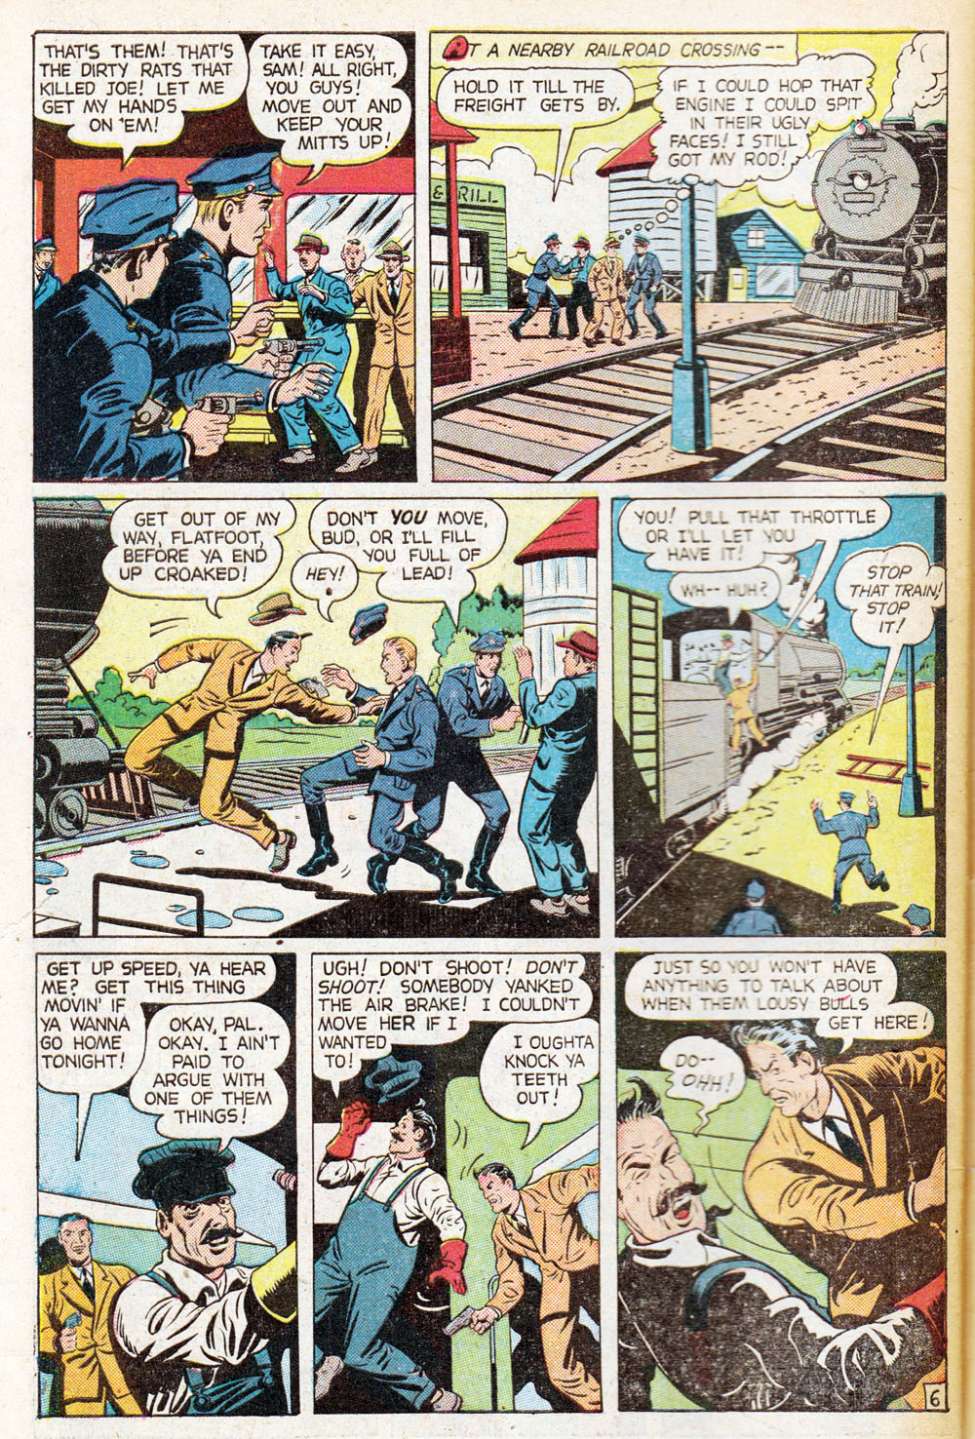 THAT'S THEM! THAT'S
THE DIRTY RATS THAT
KILLED JOE! LET ME
GET MY HANDS
ON 'EM!
TAKE IT EASY,
SAM! ALL RIGHT,
YOU GUYS!
MOVE OUT AND
KEEP YOUR
MITTS UP!
AT A NEARBY RAILROAD CROSSING--
HOLD IT TILL THE
FREIGHT GETS BY.
IF I COULD HOP THAT
ENGINE I COULD SPIT
IN THEIR UGLY
FACES! I STILL
GOT MY ROD!
& GRILL
GET OUT OF MY
WAY, FLATFOOT,
BEFORE YA END
UP CROAKED!
HEY!
DON'T YOU MOVE,
BUD, OR I'LL FILL
YOU FULL OF
LEAD!
YOU! PULL THAT THROTTLE
OR I'LL LET YOU
HAVE IT!
WH-- HUH?
STOP
THAT TRAIN!
STOP
IT!
GET UP SPEED, YA HEAR
ME? GET THIS THING
MOVIN' IF
YA WANNA
GO HOME
TONIGHT!
OKAY, PAL.
OKAY. I AIN'T
PAID TO
ARGUE WITH
ONE OF THEM
THINGS!
UGH! DON'T SHOOT! DON'T
SHOOT! SOMEBODY YANKED
THE AIR BRAKE! I COULDN'T
MOVE HER IF I
WANTED
TO!
I OUGHTA
KNOCK YA
TEETH
OUT!
JUST SO YOU WON'T HAVE
ANYTHING TO TALK ABOUT
WHEN THEM LOUSY BULLS
GET HERE!
DO--
OHH!
6